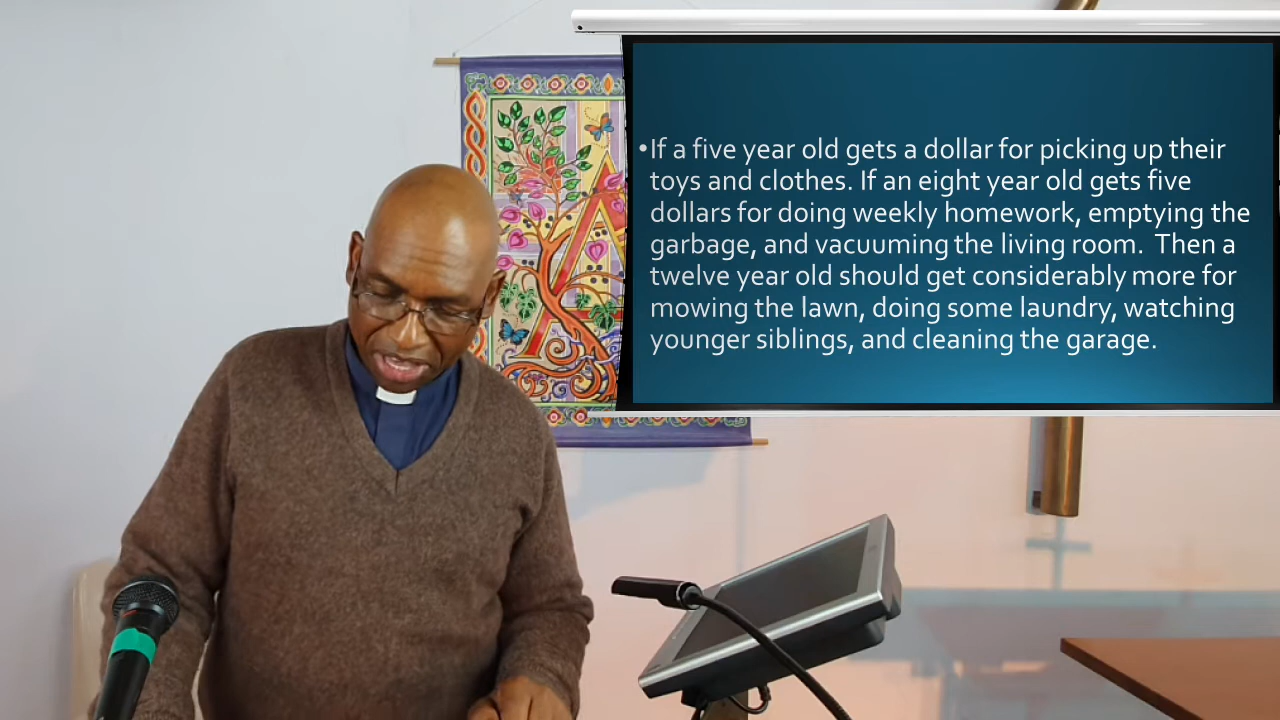 •If a five year old gets a dollar for picking up their
toys and clothes. If an eight year old gets five
dollars for doing weekly homework, emptying the
garbage, and vacuuming the living room.  Then a
twelve year old should get considerably more for
mowing the lawn, doing some laundry, watching
younger siblings, and cleaning the garage.